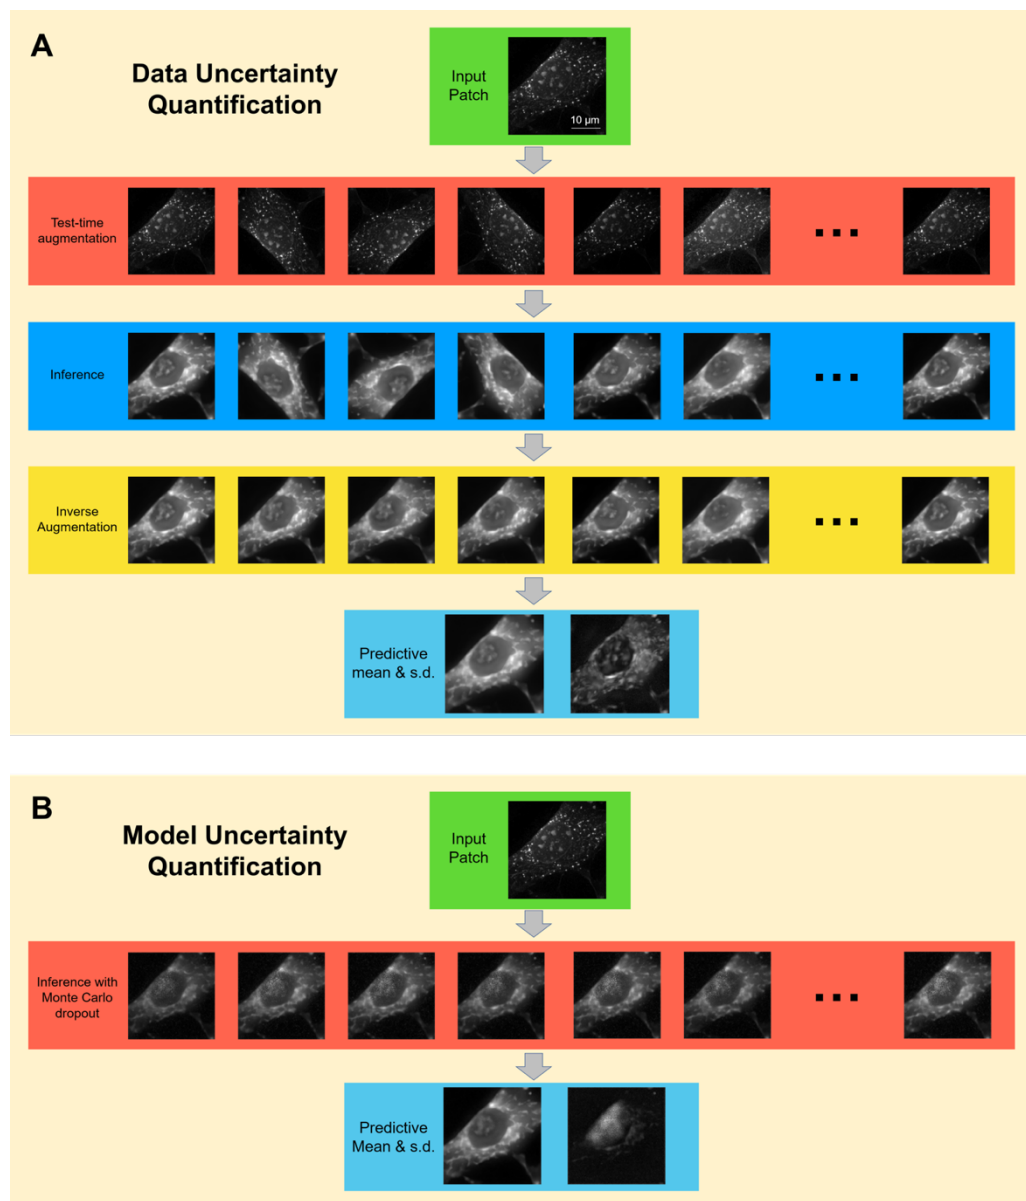 A
Data Uncertainty
Quantification
Input
Patch
10 μm
Test-time
augmentation
Inference
Inverse
Augmentation
Predictive
mean & s.d.
B
Model Uncertainty
Quantification
Input
Patch
Inference with
Monte Carlo
dropout
Predictive
Mean & s.d.